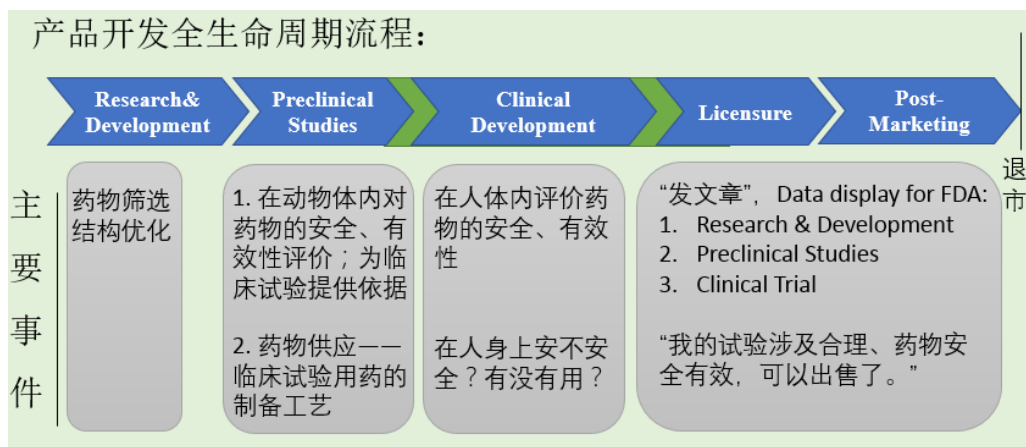 产品开发全生命周期流程：
Research&
Development
Preclinical
Studies
Clinical
Development
Licensure
Post-
Marketing
退
市
主
要
事
件
药物筛选
结构优化
1. 在动物体内对
药物的安全、有
效性评价；为临
床试验提供依据
2. 药物供应——
临床试验用药的
制备工艺
在人体内评价药
物的安全、有效
性
在人身上安不安
全？有没有用？
“发文章”，Data display for FDA:
1. Research & Development
2. Preclinical Studies
3. Clinical Trial
“我的试验涉及合理、药物安
全有效，可以出售了。”